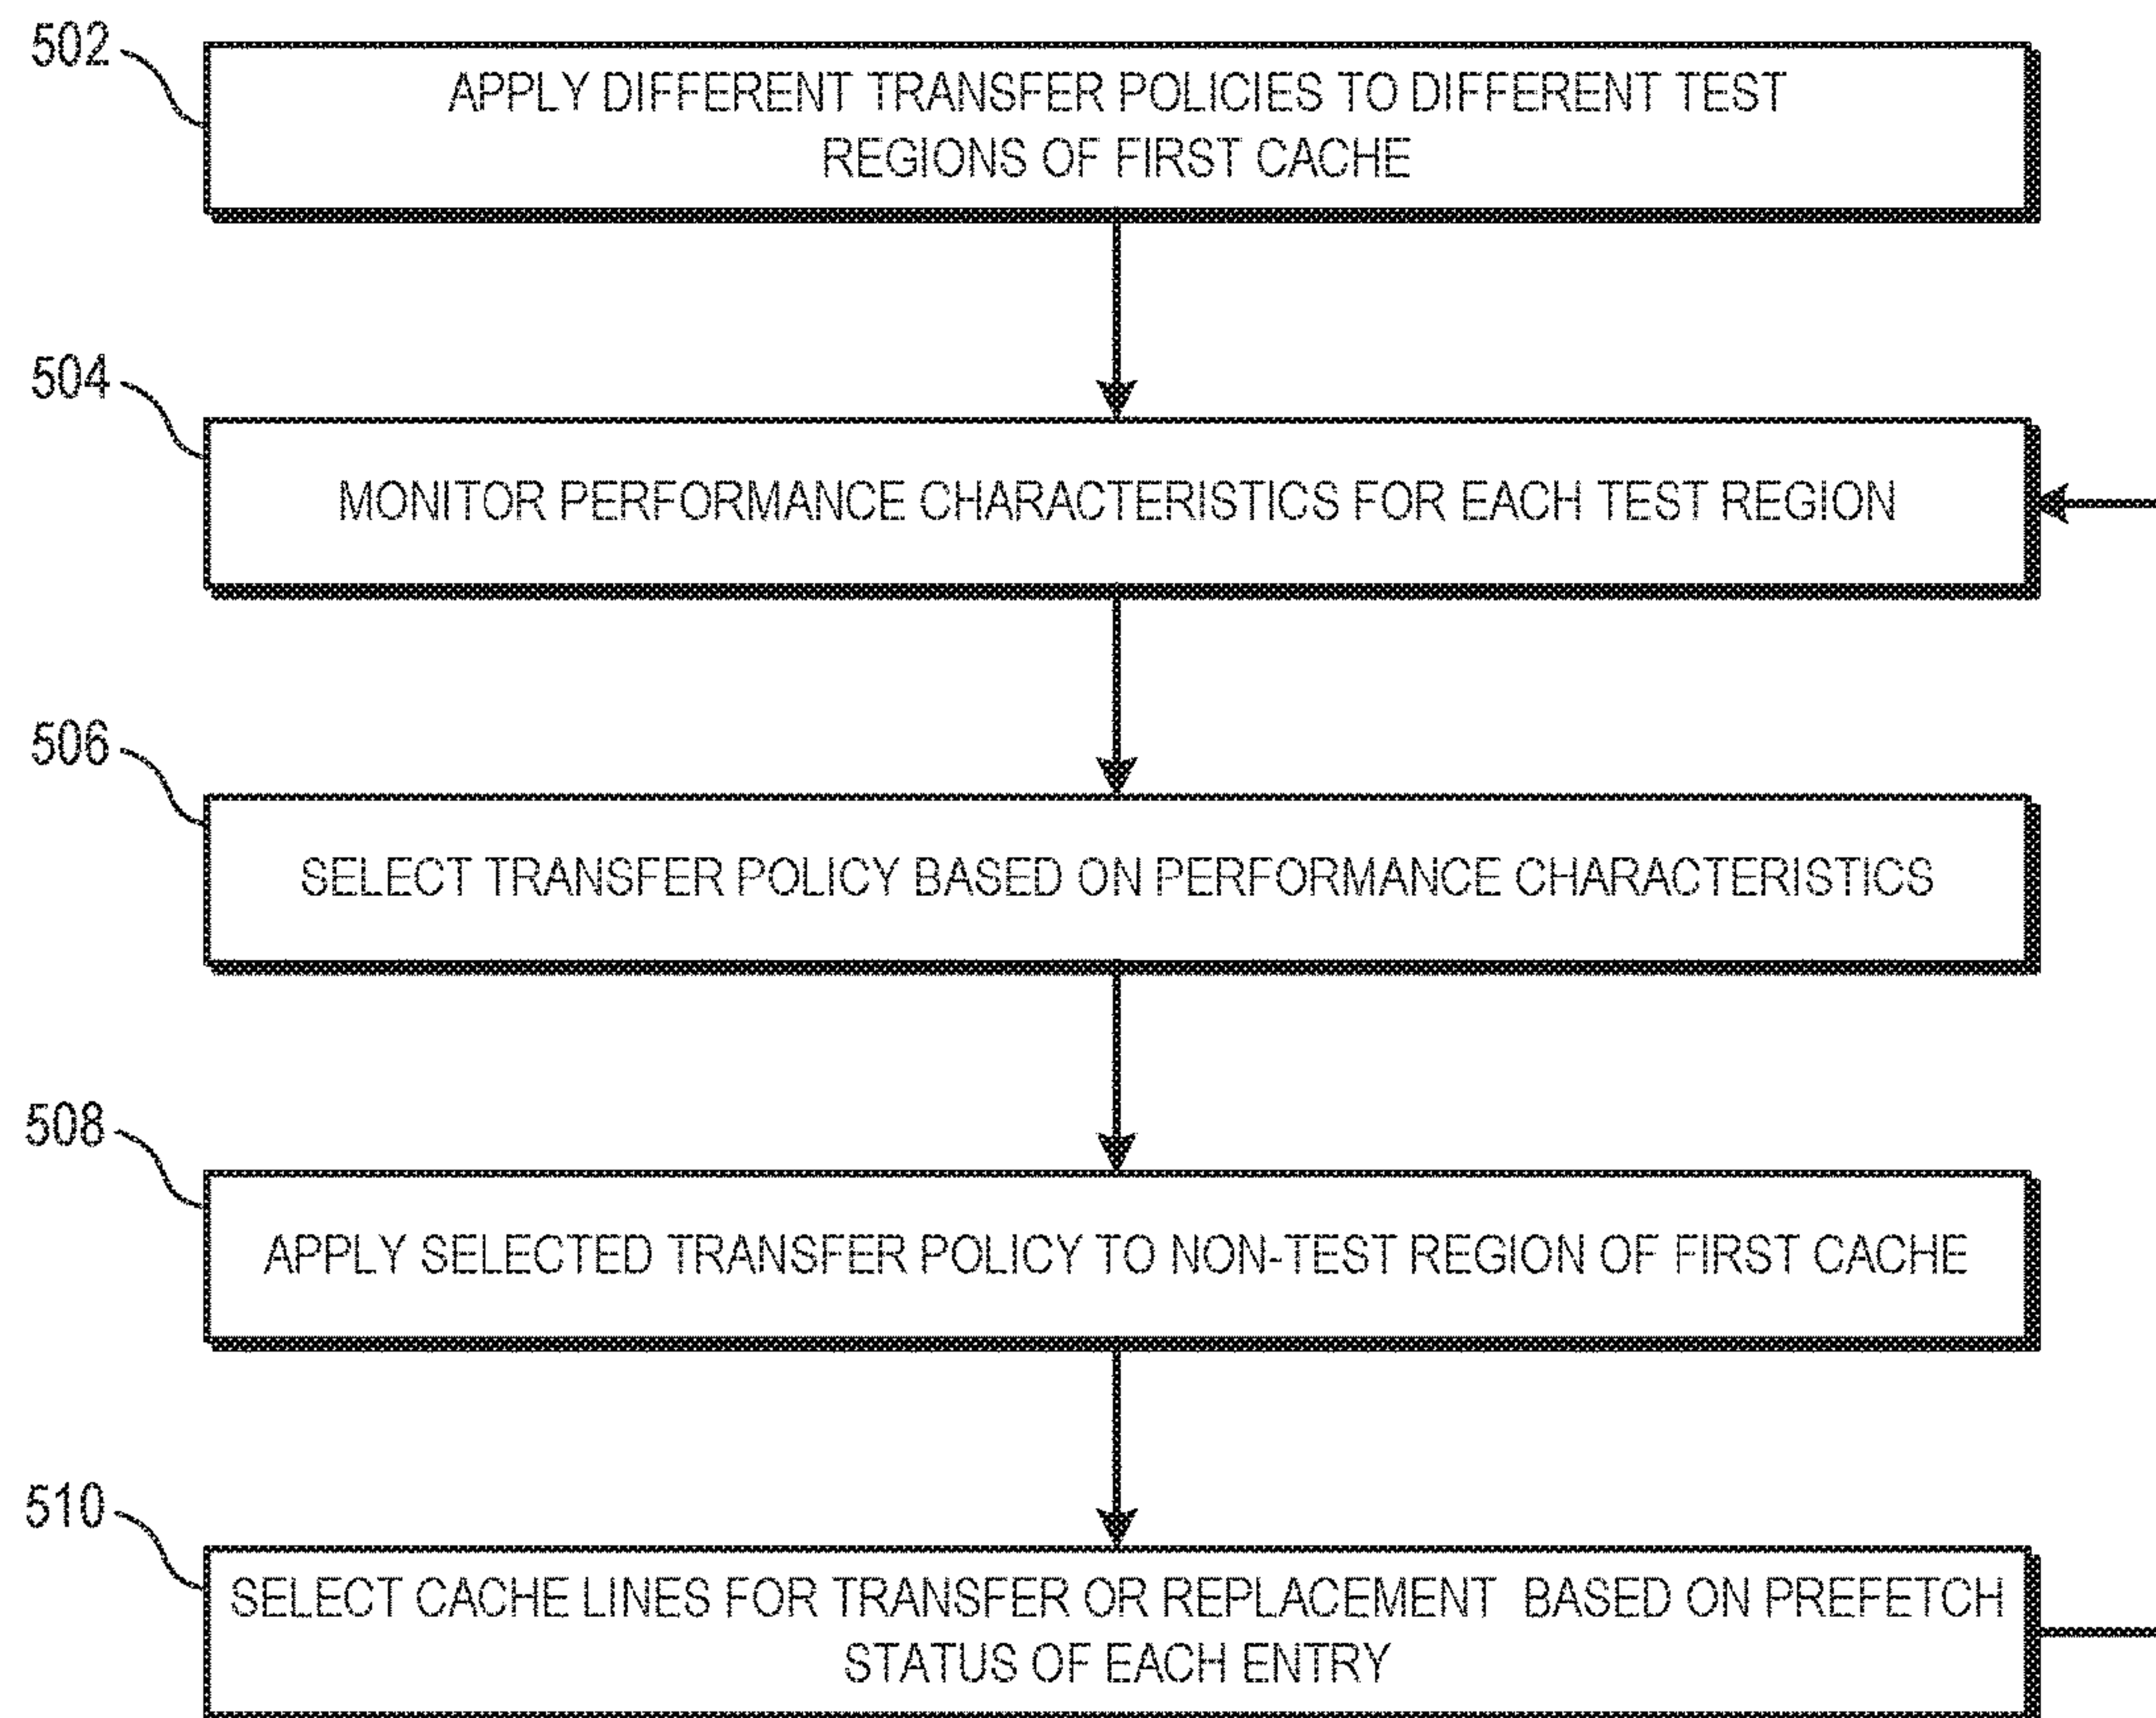 502
APPLY DIFFERENT TRANSFER POLICIES TO DIFFERENT TEST
REGIONS OF FIRST CACHE
504
MONITOR PERFORMANCE CHARACTERISTICS FOR EACH TEST REGION
506
SELECT TRANSFER POLICY BASED ON PERFORMANCE CHARACTERISTICS
508
APPLY SELECTED TRANSFER POLICY TO NON-TEST REGION OF FIRST CACHE
510
SELECT CACHE LINES FOR TRANSFER OR REPLACEMENT BASED ON PREFETCH
STATUS OF EACH ENTRY